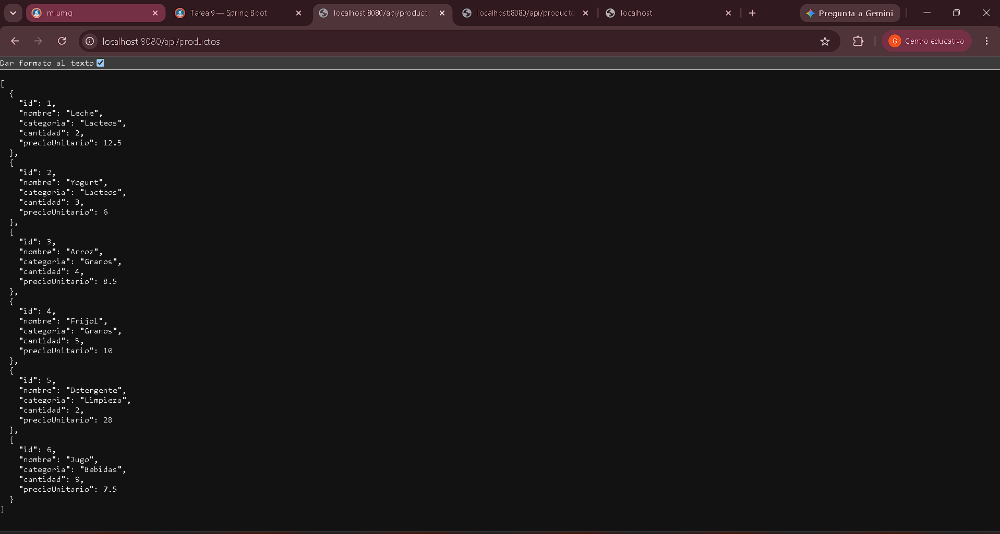 miumg
Tarea 9 — Spring Boot
localhost:8080/api/producto
localhost:8080/api/producto
localhost
Pregunta a Gemini
localhost:8080/api/productos
G Centro educativo
Dar formato al texto
[
  {
    "id": 1,
    "nombre": "Leche",
    "categoria": "Lacteos",
    "cantidad": 2,
    "precioUnitario": 12.5
  },
  {
    "id": 2,
    "nombre": "Yogurt",
    "categoria": "Lacteos",
    "cantidad": 3,
    "precioUnitario": 6
  },
  {
    "id": 3,
    "nombre": "Arroz",
    "categoria": "Granos",
    "cantidad": 4,
    "precioUnitario": 8.5
  },
  {
    "id": 4,
    "nombre": "Frijol",
    "categoria": "Granos",
    "cantidad": 5,
    "precioUnitario": 10
  },
  {
    "id": 5,
    "nombre": "Detergente",
    "categoria": "Limpieza",
    "cantidad": 2,
    "precioUnitario": 28
  },
  {
    "id": 6,
    "nombre": "Jugo",
    "categoria": "Bebidas",
    "cantidad": 9,
    "precioUnitario": 7.5
  }
]